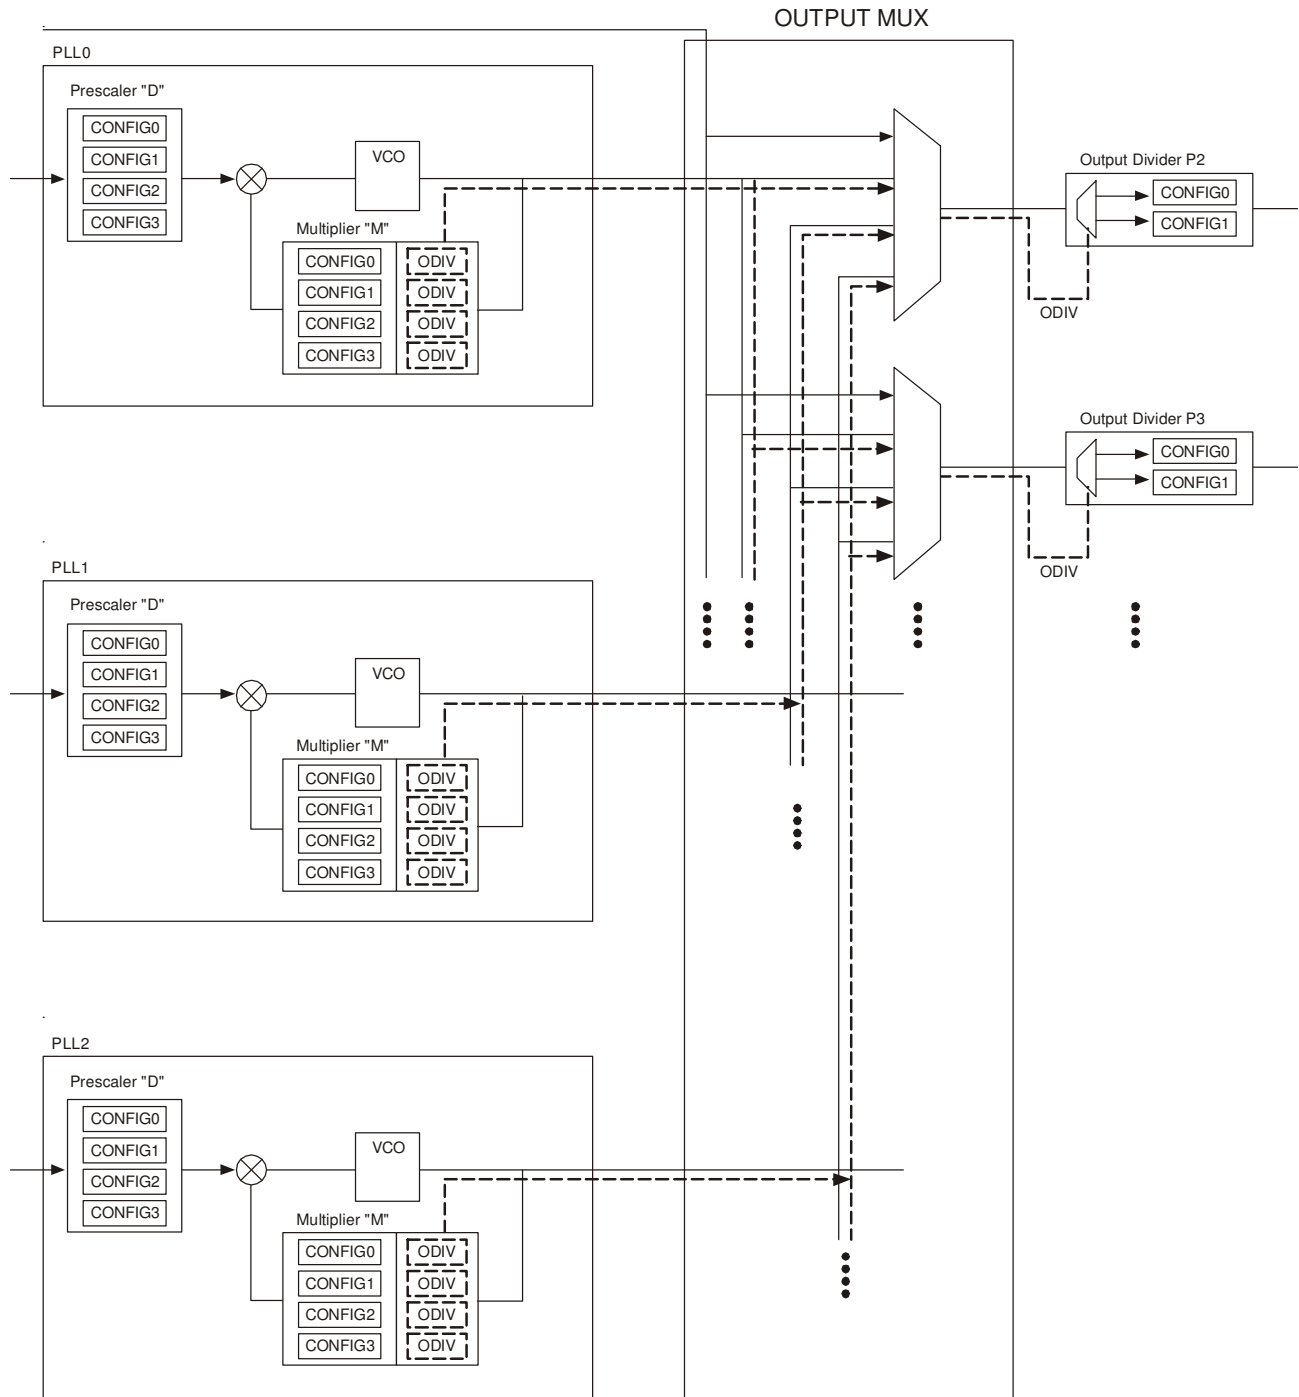 OUTPUT MUX
PLL0
Prescaler "D"
CONFIG0
CONFIG1
CONFIG2
CONFIG3
VCO
Multiplier "M"
CONFIG0 ODIV
CONFIG1 ODIV
CONFIG2 ODIV
CONFIG3 ODIV
Output Divider P2
CONFIG0
CONFIG1
ODIV
Output Divider P3
CONFIG0
CONFIG1
ODIV
PLL1
Prescaler "D"
CONFIG0
CONFIG1
CONFIG2
CONFIG3
VCO
Multiplier "M"
CONFIG0 ODIV
CONFIG1 ODIV
CONFIG2 ODIV
CONFIG3 ODIV
PLL2
Prescaler "D"
CONFIG0
CONFIG1
CONFIG2
CONFIG3
VCO
Multiplier "M"
CONFIG0 ODIV
CONFIG1 ODIV
CONFIG2 ODIV
CONFIG3 ODIV